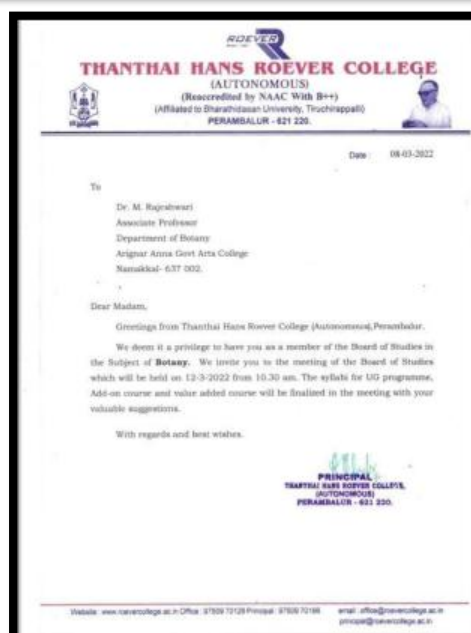 ROEVER
THANTHAI HANS ROEVER COLLEGE
(AUTONOMOUS)
(Reaccredited by NAAC With B++)
(Affiliated to Bharathidasan University, Tiruchirappalli)
PERAMBALUR - 621 220.
Date : 08-03-2022
To
Dr. M. Rajeshwari
Associate Professor
Department of Botany
Arignar Anna Govt Arts College
Namakkal- 637 002.
Dear Madam,
Greetings from Thanthai Hans Roever College (Autonomous), Perambalur.
We deem it a privilege to have you as a member of the Board of Studies in
the Subject of Botany. We invite you to the meeting of the Board of Studies
which will be held on 12-3-2022 from 10.30 am. The syllabi for UG programme,
Add-on course and value added course will be finalized in the meeting with your
valuable suggestions.
With regards and best wishes.
PRINCIPAL
THANTHAI HANS ROEVER COLLEGE,
(AUTONOMOUS)
PERAMBALUR - 621 220.
Website : www.roevercollege.ac.in Office : 97509 70128 Principal : 97509 70166 email : office@roevercollege.ac.in
principal@roevercollege.ac.in